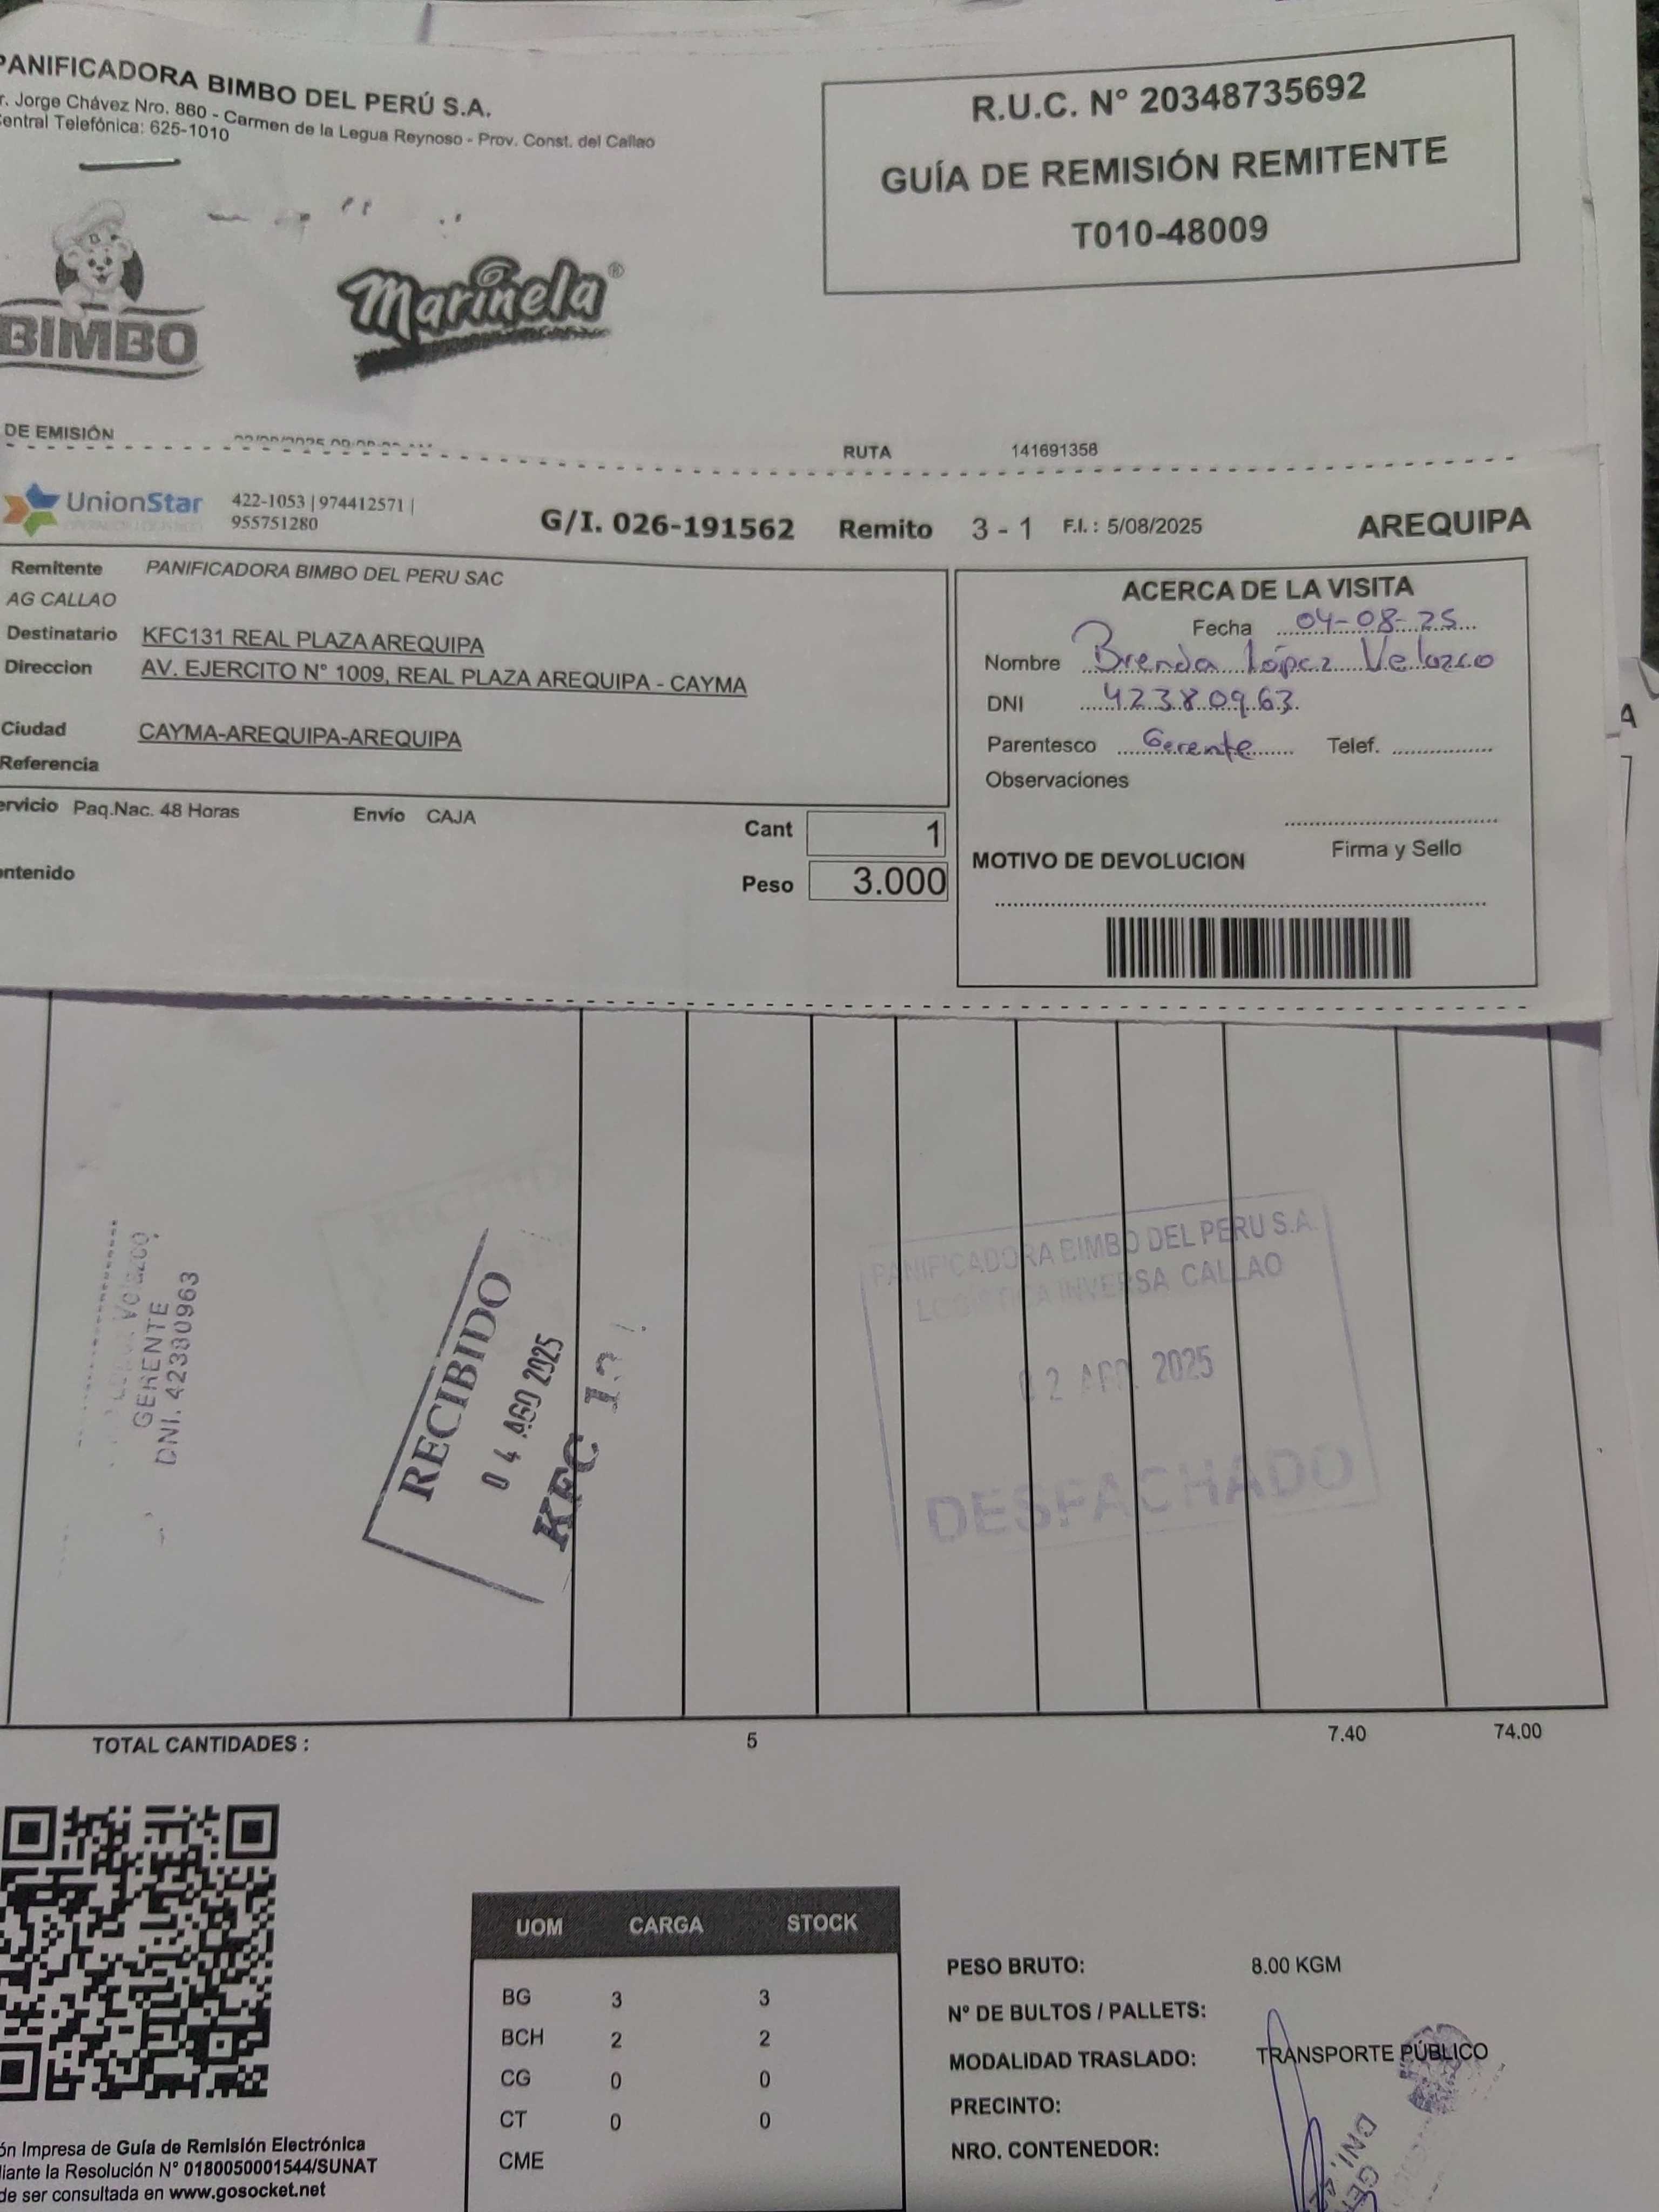 PANIFICADORA BIMBO DEL PERÚ S.A.
r. Jorge Chávez Nro. 860 - Carmen de la Legua Reynoso - Prov. Const. del Callao
entral Telefónica: 625-1010
R.U.C. N° 20348735692
GUÍA DE REMISIÓN REMITENTE
T010-48009
BIMBO
Marinela®
DE EMISIÓN
RUTA 141691358
UnionStar
422-1053 | 974412571 |
955751280
G/I. 026-191562 Remito 3 - 1 F.I. : 5/08/2025 AREQUIPA
Remitente PANIFICADORA BIMBO DEL PERU SAC
AG CALLAO
Destinatario KFC131 REAL PLAZA AREQUIPA
Direccion AV. EJERCITO N° 1009, REAL PLAZA AREQUIPA - CAYMA
Ciudad CAYMA-AREQUIPA-AREQUIPA
Referencia
ervicio Paq.Nac. 48 Horas Envío CAJA
Cant 1
ontenido
Peso 3.000
ACERCA DE LA VISITA
Fecha 04-08-25
Nombre Brenda López Velazco
DNI 42380963
Parentesco Gerente Telef.
Observaciones
Firma y Sello
MOTIVO DE DEVOLUCION
A
GERENTE
DNI. 42380963
RECIBIDO
04 AGO 2025
KFC
PANIFICADORA BIMBO DEL PERU S.A.
LOGISTICA INVERSA CALLAO
2025
DESPACHADO
TOTAL CANTIDADES : 5 7.40 74.00
UOM CARGA STOCK
BG 3 3
BCH 2 2
CG 0 0
CT 0 0
CME
PESO BRUTO: 8.00 KGM
N° DE BULTOS / PALLETS:
MODALIDAD TRASLADO: TRANSPORTE PÚBLICO
PRECINTO:
NRO. CONTENEDOR:
DNI.
ón Impresa de Guía de Remisión Electrónica
iante la Resolución N° 0180050001544/SUNAT
de ser consultada en www.gosocket.net